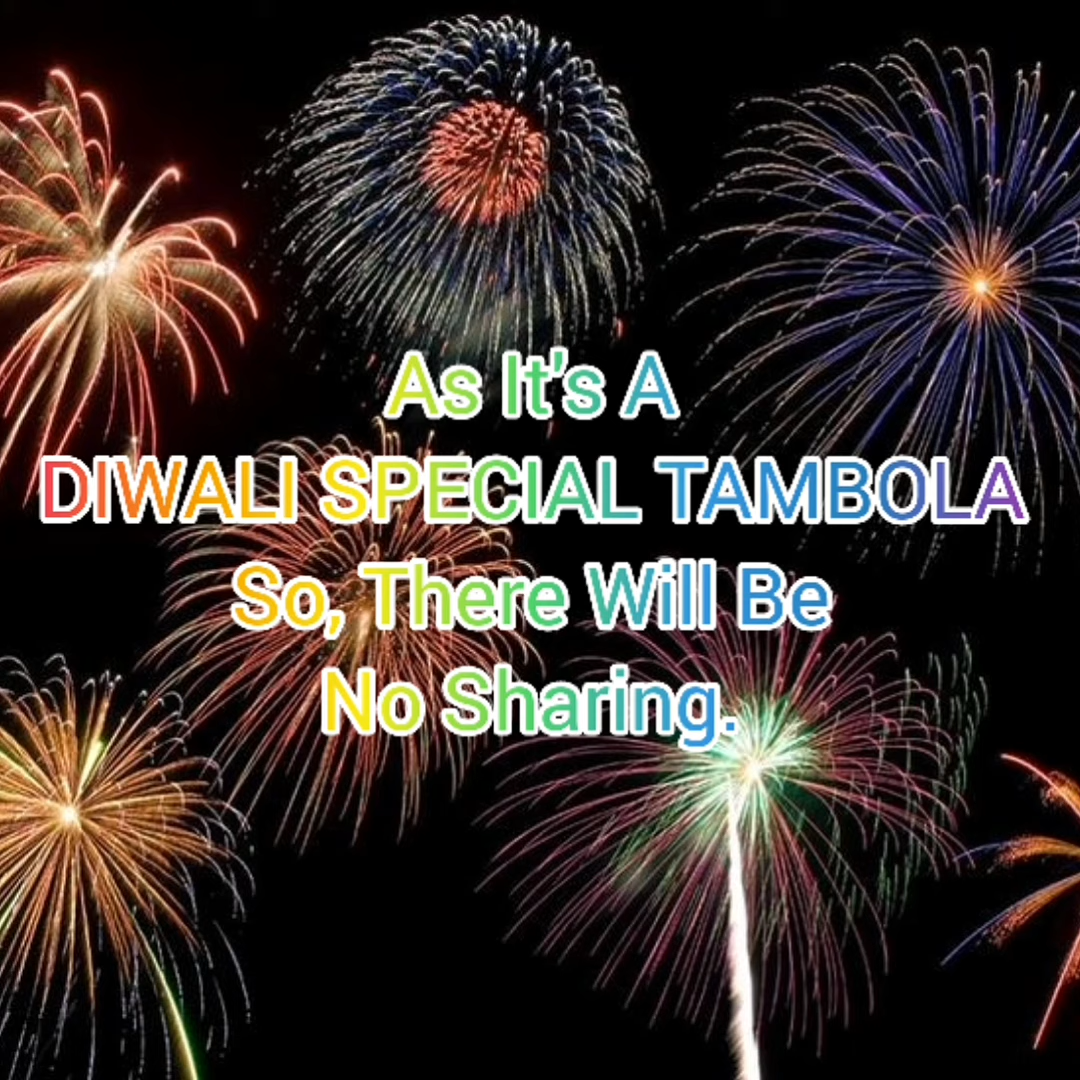 As It's A
DIWALI SPECIAL TAMBOLA
So, There Will Be
No Sharing.